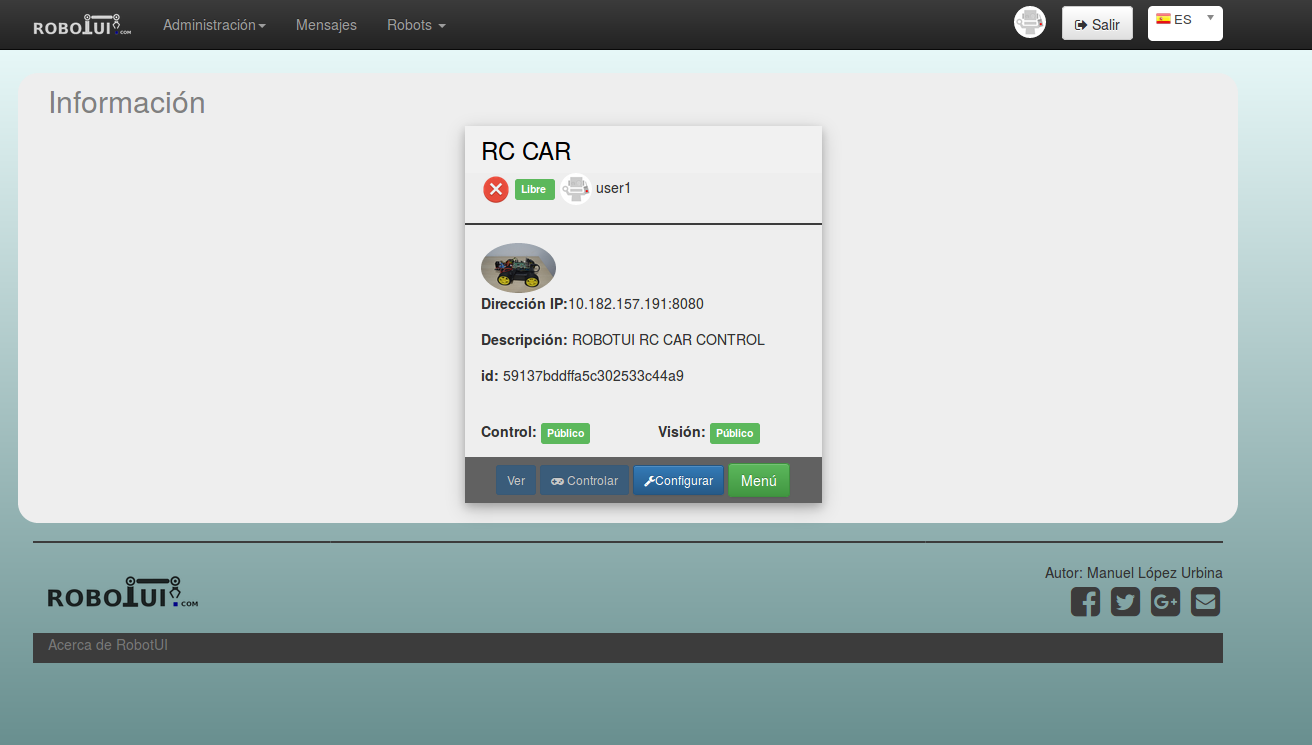 ROBOTUI.COM Administración Mensajes Robots Salir ES
Información
RC CAR
Libre user1
Dirección IP:10.182.157.191:8080
Descripción: ROBOTUI RC CAR CONTROL
id: 59137bddffa5c302533c44a9
Control: Público Visión: Público
Ver Controlar Configurar Menú
Autor: Manuel López Urbina
ROBOTUI.COM
Acerca de RobotUI